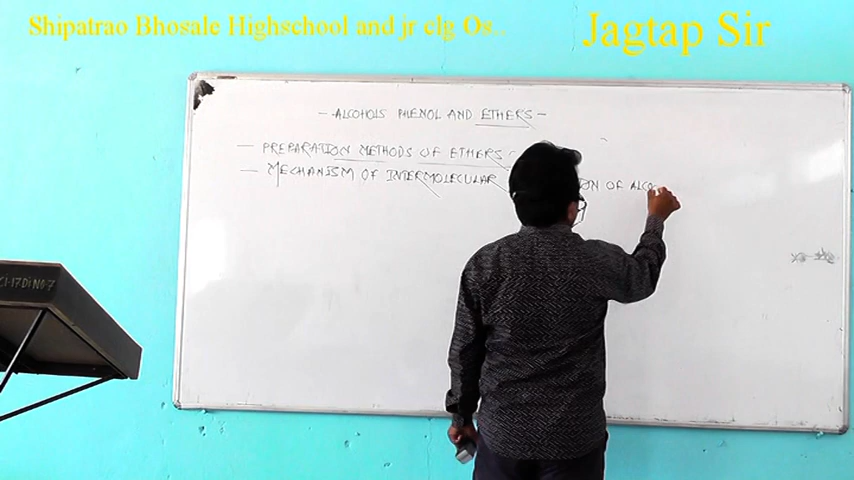 Shipatrao Bhosale Highschool and jr clg Os..
Jagtap Sir
- ALCOHOLS PHENOL AND ETHERS -
- PREPARATION METHODS OF ETHERS
- MECHANISM OF INTERMOLECULAR ION OF ALCO